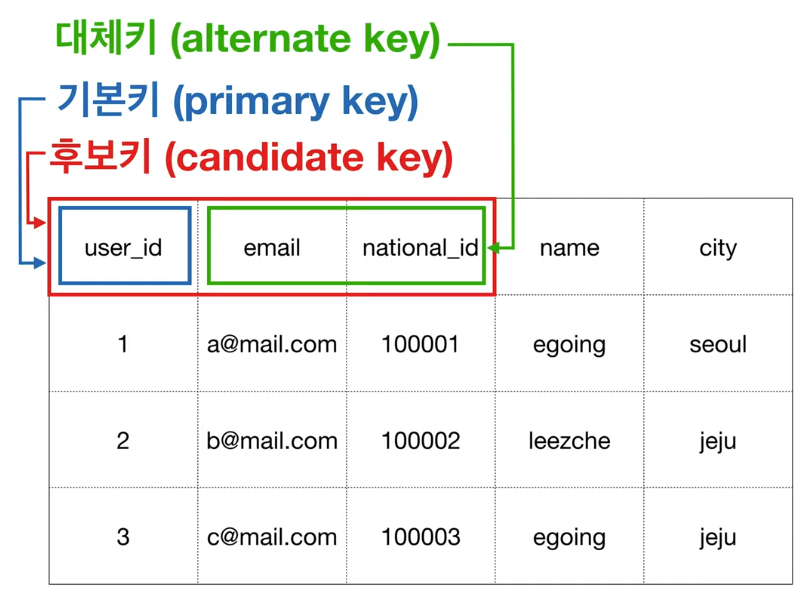 대체키 (alternate key)
기본키 (primary key)
후보키 (candidate key)
user_id email national_id name city
1 a@mail.com 100001 egoing seoul
2 b@mail.com 100002 leezche jeju
3 c@mail.com 100003 egoing jeju